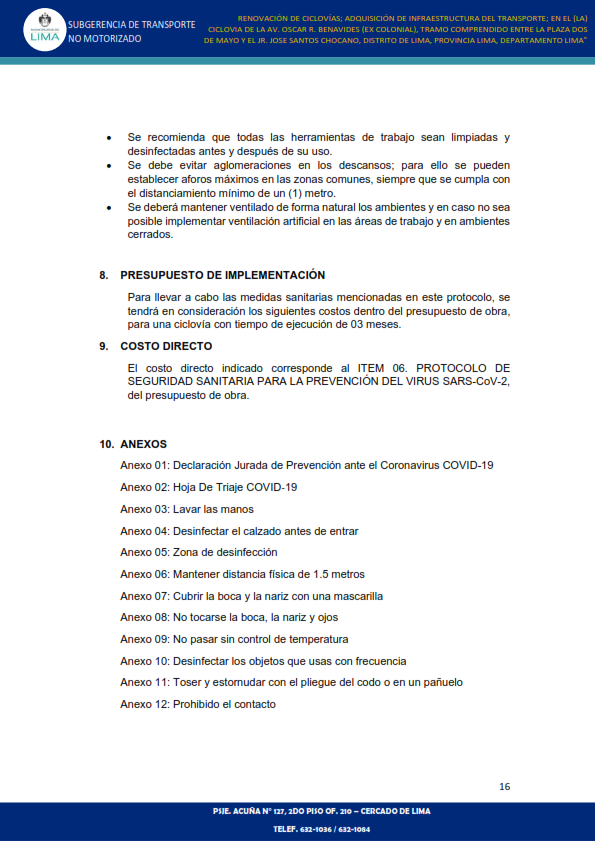 SUBGERENCIA DE TRANSPORTE
NO MOTORIZADO
LIMA
RENOVACIÓN DE CICLOVÍAS; ADQUISICIÓN DE INFRAESTRUCTURA DEL TRANSPORTE; EN EL (LA)
CICLOVIA DE LA AV. OSCAR R. BENAVIDES (EX COLONIAL), TRAMO COMPRENDIDO ENTRE LA PLAZA DOS
DE MAYO Y EL JR. JOSE SANTOS CHOCANO, DISTRITO DE LIMA, PROVINCIA LIMA, DEPARTAMENTO LIMA"
• Se recomienda que todas las herramientas de trabajo sean limpiadas y
desinfectadas antes y después de su uso.
• Se debe evitar aglomeraciones en los descansos; para ello se pueden
establecer aforos máximos en las zonas comunes, siempre que se cumpla con
el distanciamiento mínimo de un (1) metro.
• Se deberá mantener ventilado de forma natural los ambientes y en caso no sea
posible implementar ventilación artificial en las áreas de trabajo y en ambientes
cerrados.
8. PRESUPUESTO DE IMPLEMENTACIÓN
Para llevar a cabo las medidas sanitarias mencionadas en este protocolo, se
tendrá en consideración los siguientes costos dentro del presupuesto de obra,
para una ciclovía con tiempo de ejecución de 03 meses.
9. COSTO DIRECTO
El costo directo indicado corresponde al ITEM 06. PROTOCOLO DE
SEGURIDAD SANITARIA PARA LA PREVENCIÓN DEL VIRUS SARS-CoV-2,
del presupuesto de obra.
10. ANEXOS
Anexo 01: Declaración Jurada de Prevención ante el Coronavirus COVID-19
Anexo 02: Hoja De Triaje COVID-19
Anexo 03: Lavar las manos
Anexo 04: Desinfectar el calzado antes de entrar
Anexo 05: Zona de desinfección
Anexo 06: Mantener distancia física de 1.5 metros
Anexo 07: Cubrir la boca y la nariz con una mascarilla
Anexo 08: No tocarse la boca, la nariz y ojos
Anexo 09: No pasar sin control de temperatura
Anexo 10: Desinfectar los objetos que usas con frecuencia
Anexo 11: Toser y estornudar con el pliegue del codo o en un pañuelo
Anexo 12: Prohibido el contacto
16
PSJE. ACUÑA N° 127, 2DO PISO OF. 210 – CERCADO DE LIMA
TELEF. 632-1036 / 632-1084